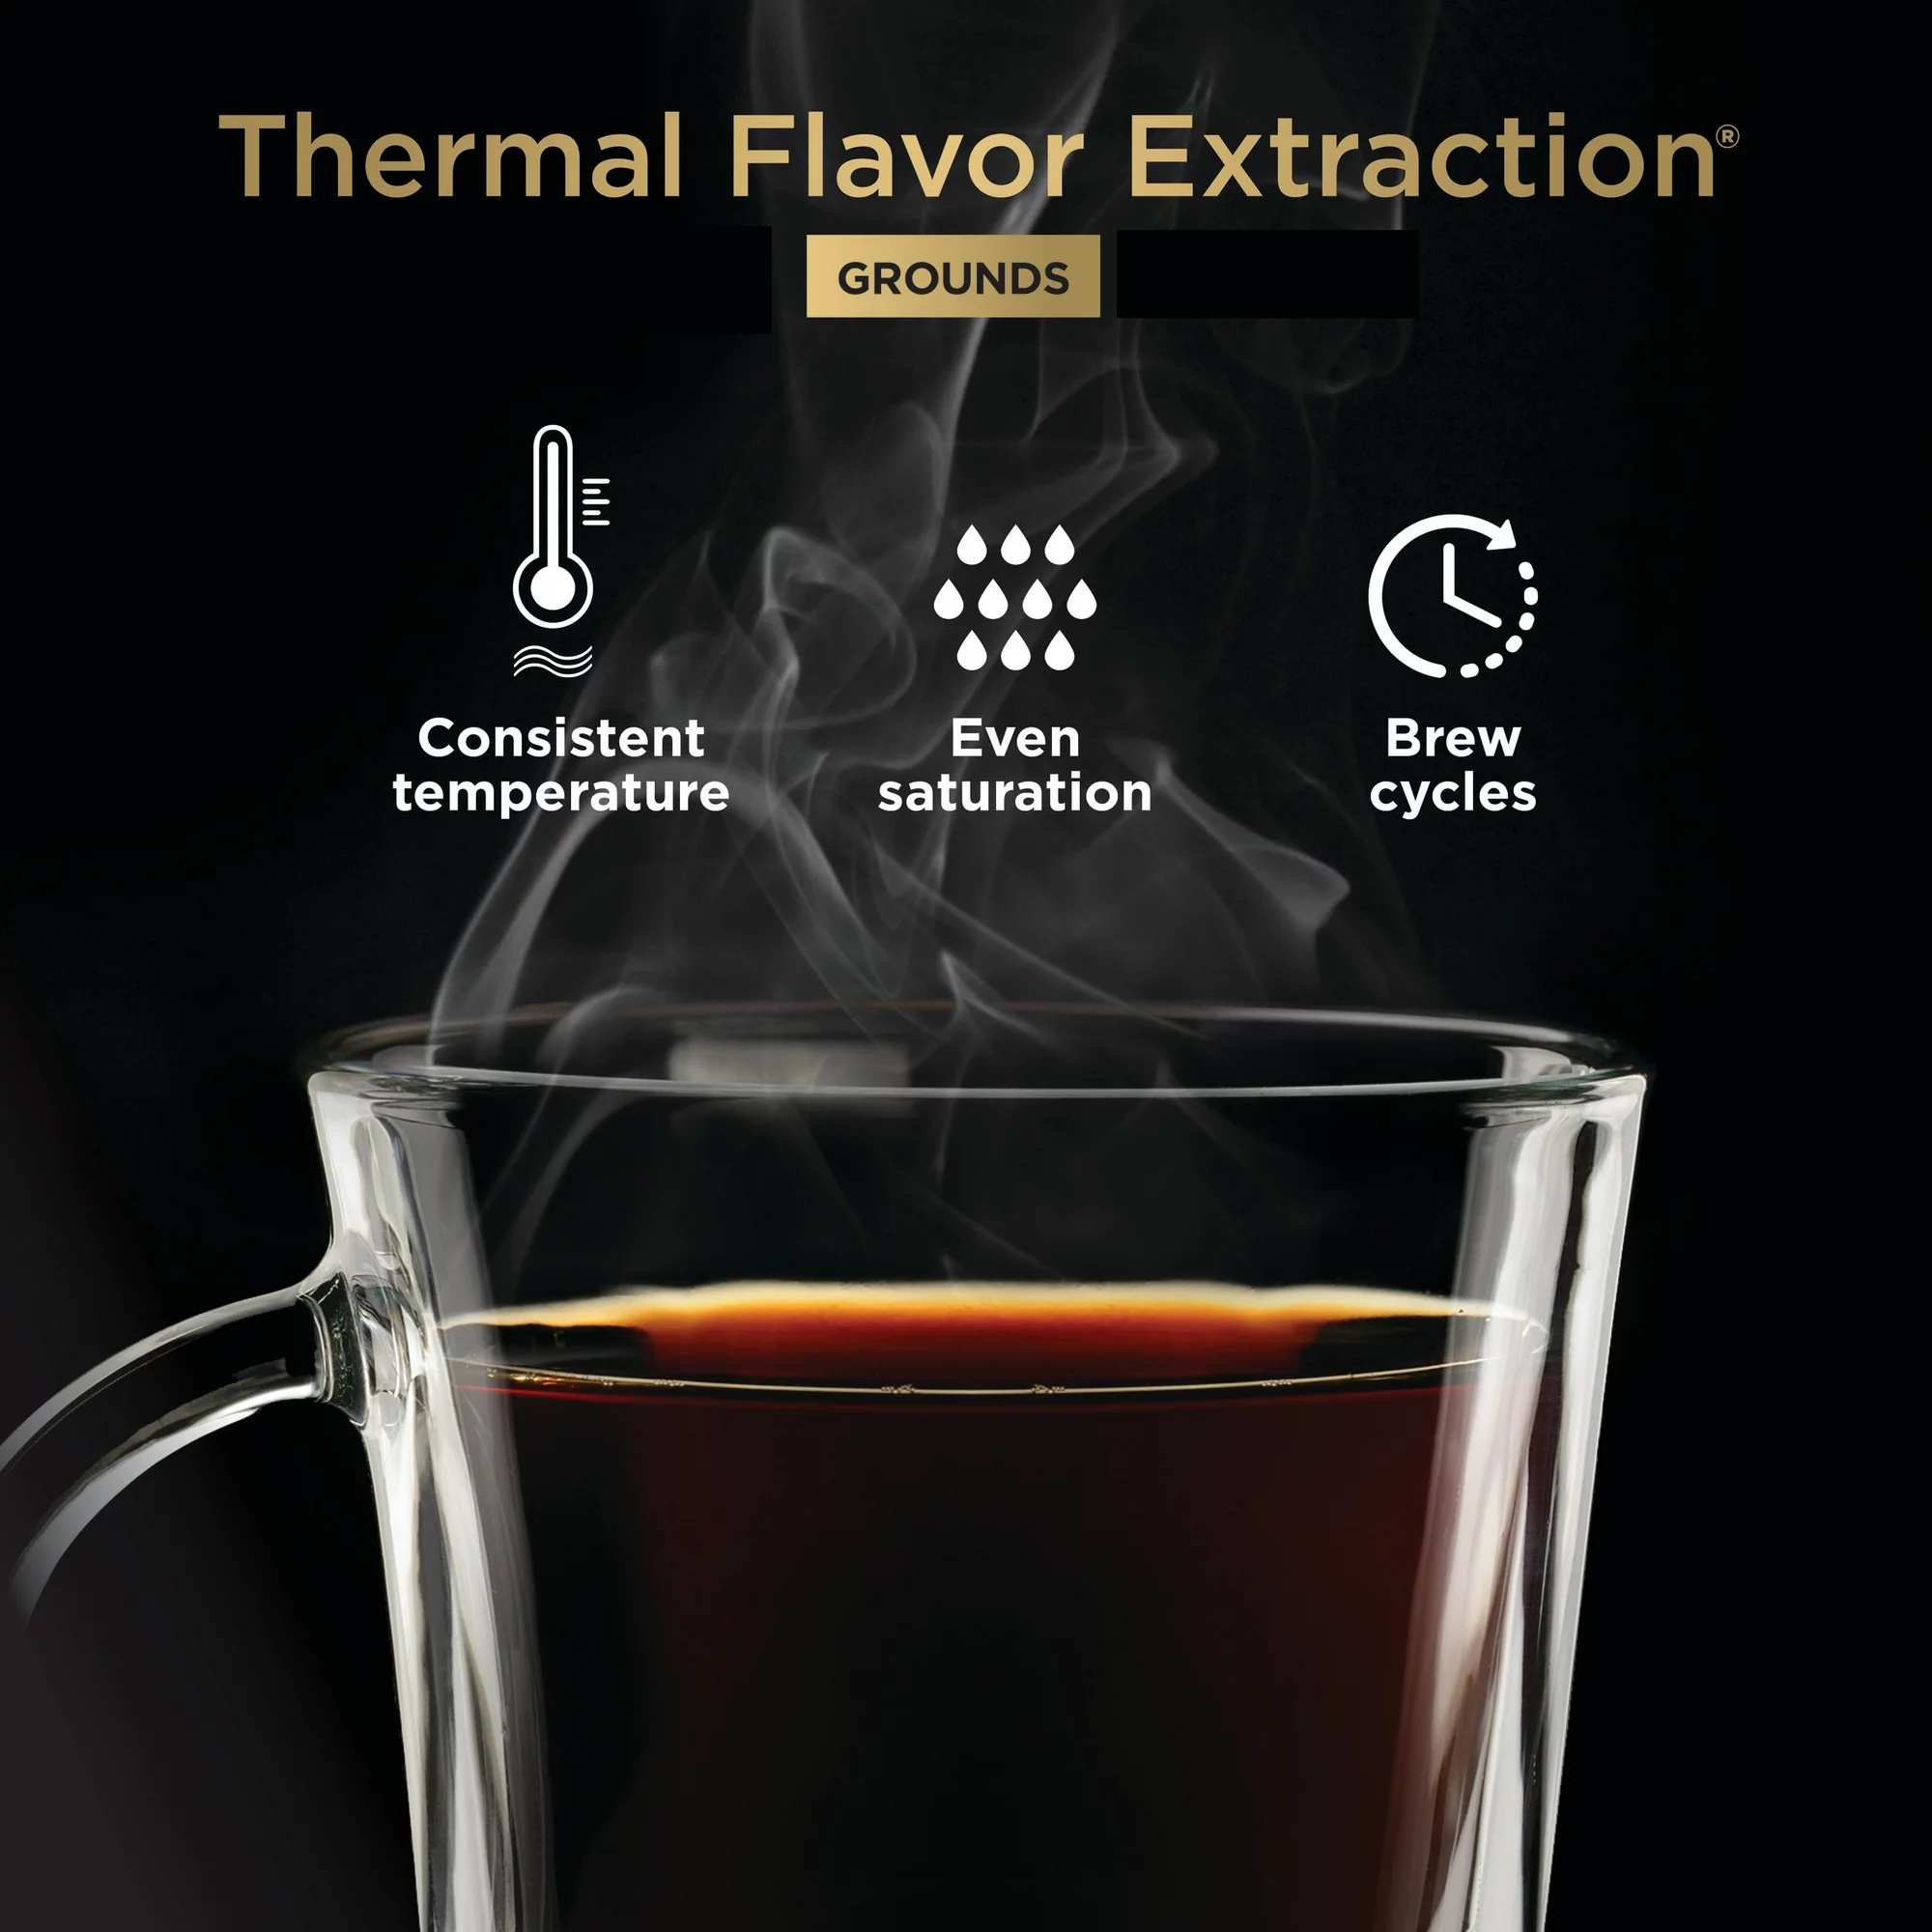 Thermal Flavor Extraction®
GROUNDS
Consistent
temperature
Even
saturation
Brew
cycles